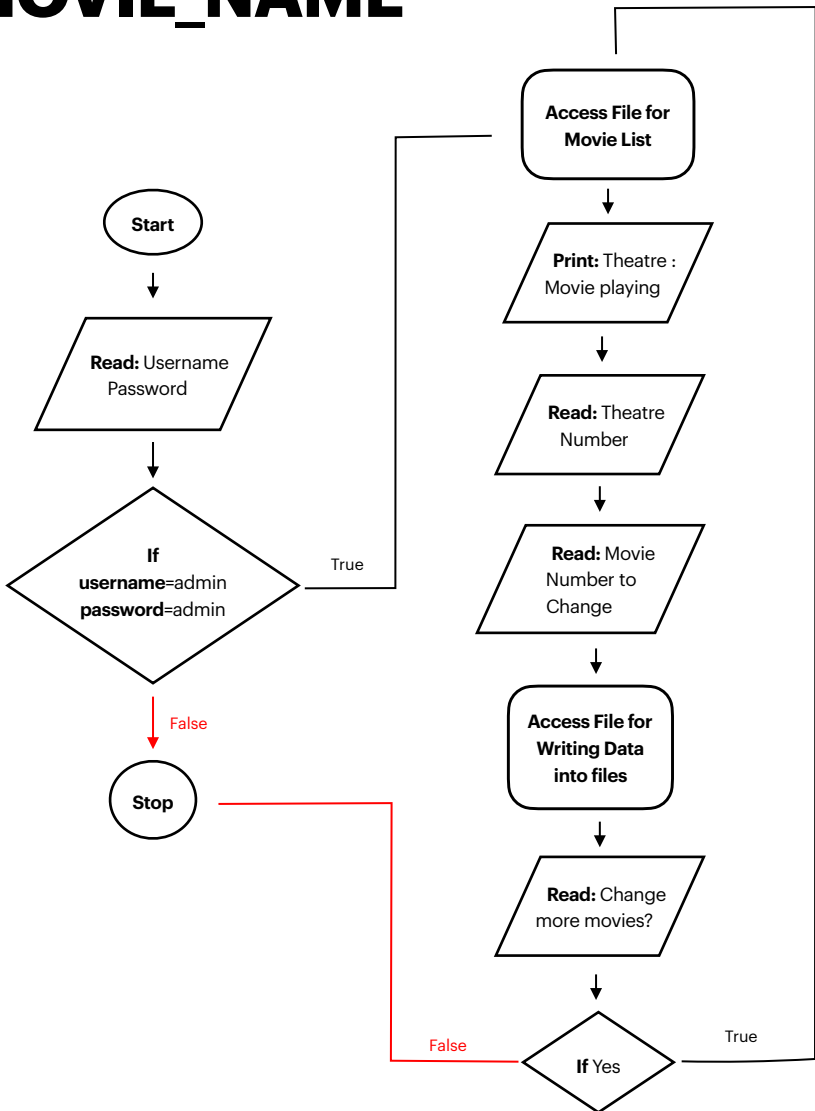 MOVIE_NAME
Start
Read: Username
Password
If
username=admin
password=admin
True
False
Stop
Access File for
Movie List
Print: Theatre :
Movie playing
Read: Theatre
Number
Read: Movie
Number to
Change
Access File for
Writing Data
into files
Read: Change
more movies?
If Yes
False
True